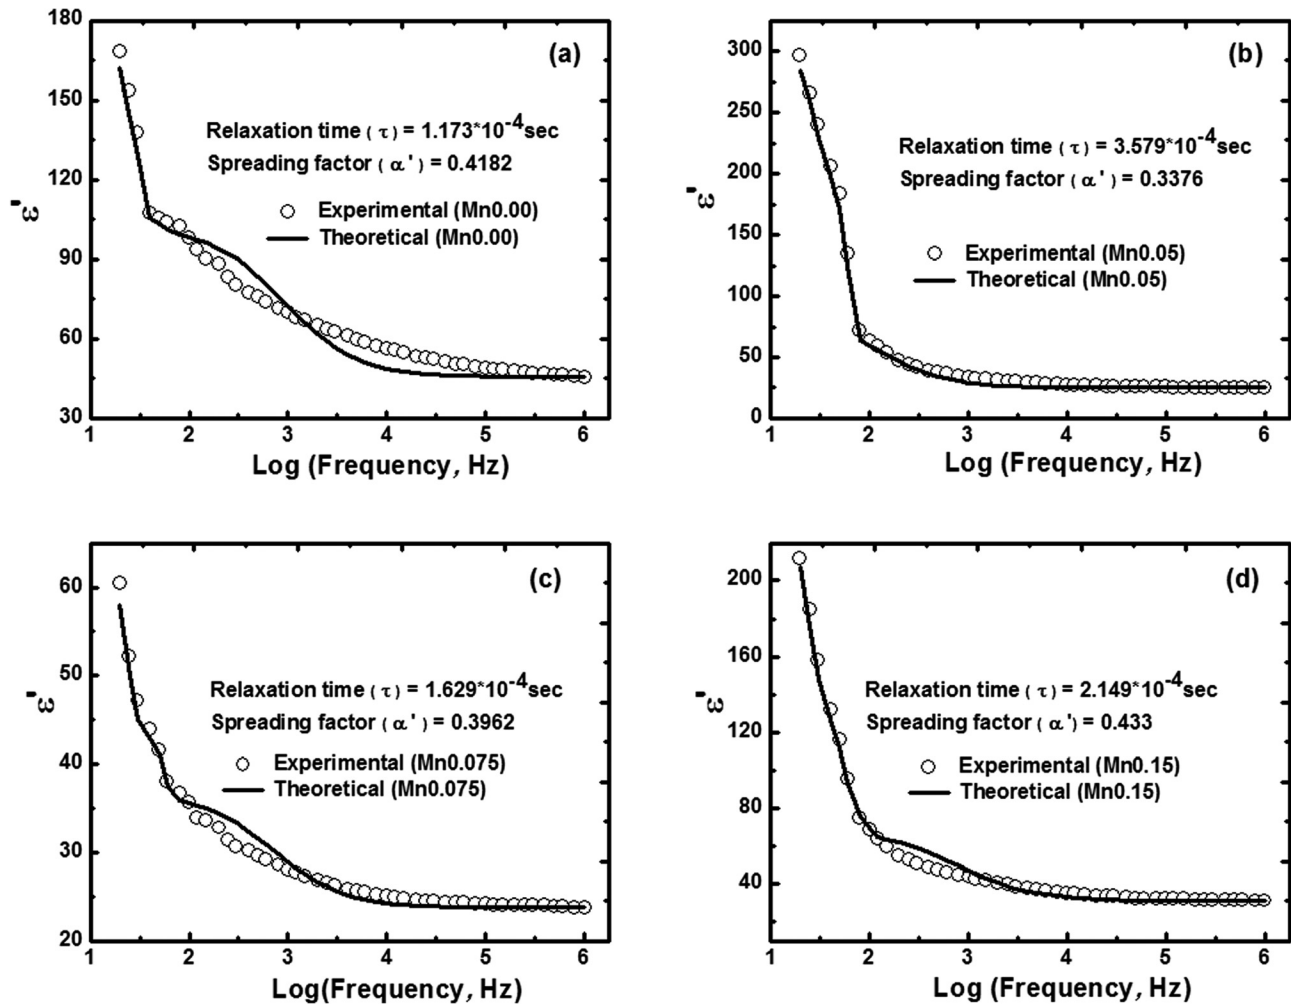 (a)
180
150
120
90
60
30
ε'
Relaxation time (τ) = 1.173*10⁻⁴sec
Spreading factor (α') = 0.4182
Experimental (Mn0.00)
Theoretical (Mn0.00)
1 2 3 4 5 6
Log (Frequency, Hz)
(b)
300
250
200
150
100
50
0
ε'
Relaxation time (τ) = 3.579*10⁻⁴sec
Spreading factor (α') = 0.3376
Experimental (Mn0.05)
Theoretical (Mn0.05)
1 2 3 4 5 6
Log (Frequency, Hz)
(c)
60
50
40
30
20
ε'
Relaxation time (τ) = 1.629*10⁻⁴sec
Spreading factor (α') = 0.3962
Experimental (Mn0.075)
Theoretical (Mn0.075)
1 2 3 4 5 6
Log(Frequency, Hz)
(d)
200
160
120
80
40
ε'
Relaxation time (τ) = 2.149*10⁻⁴sec
Spreading factor (α') = 0.433
Experimental (Mn0.15)
Theoretical (Mn0.15)
1 2 3 4 5 6
Log (Frequency, Hz)